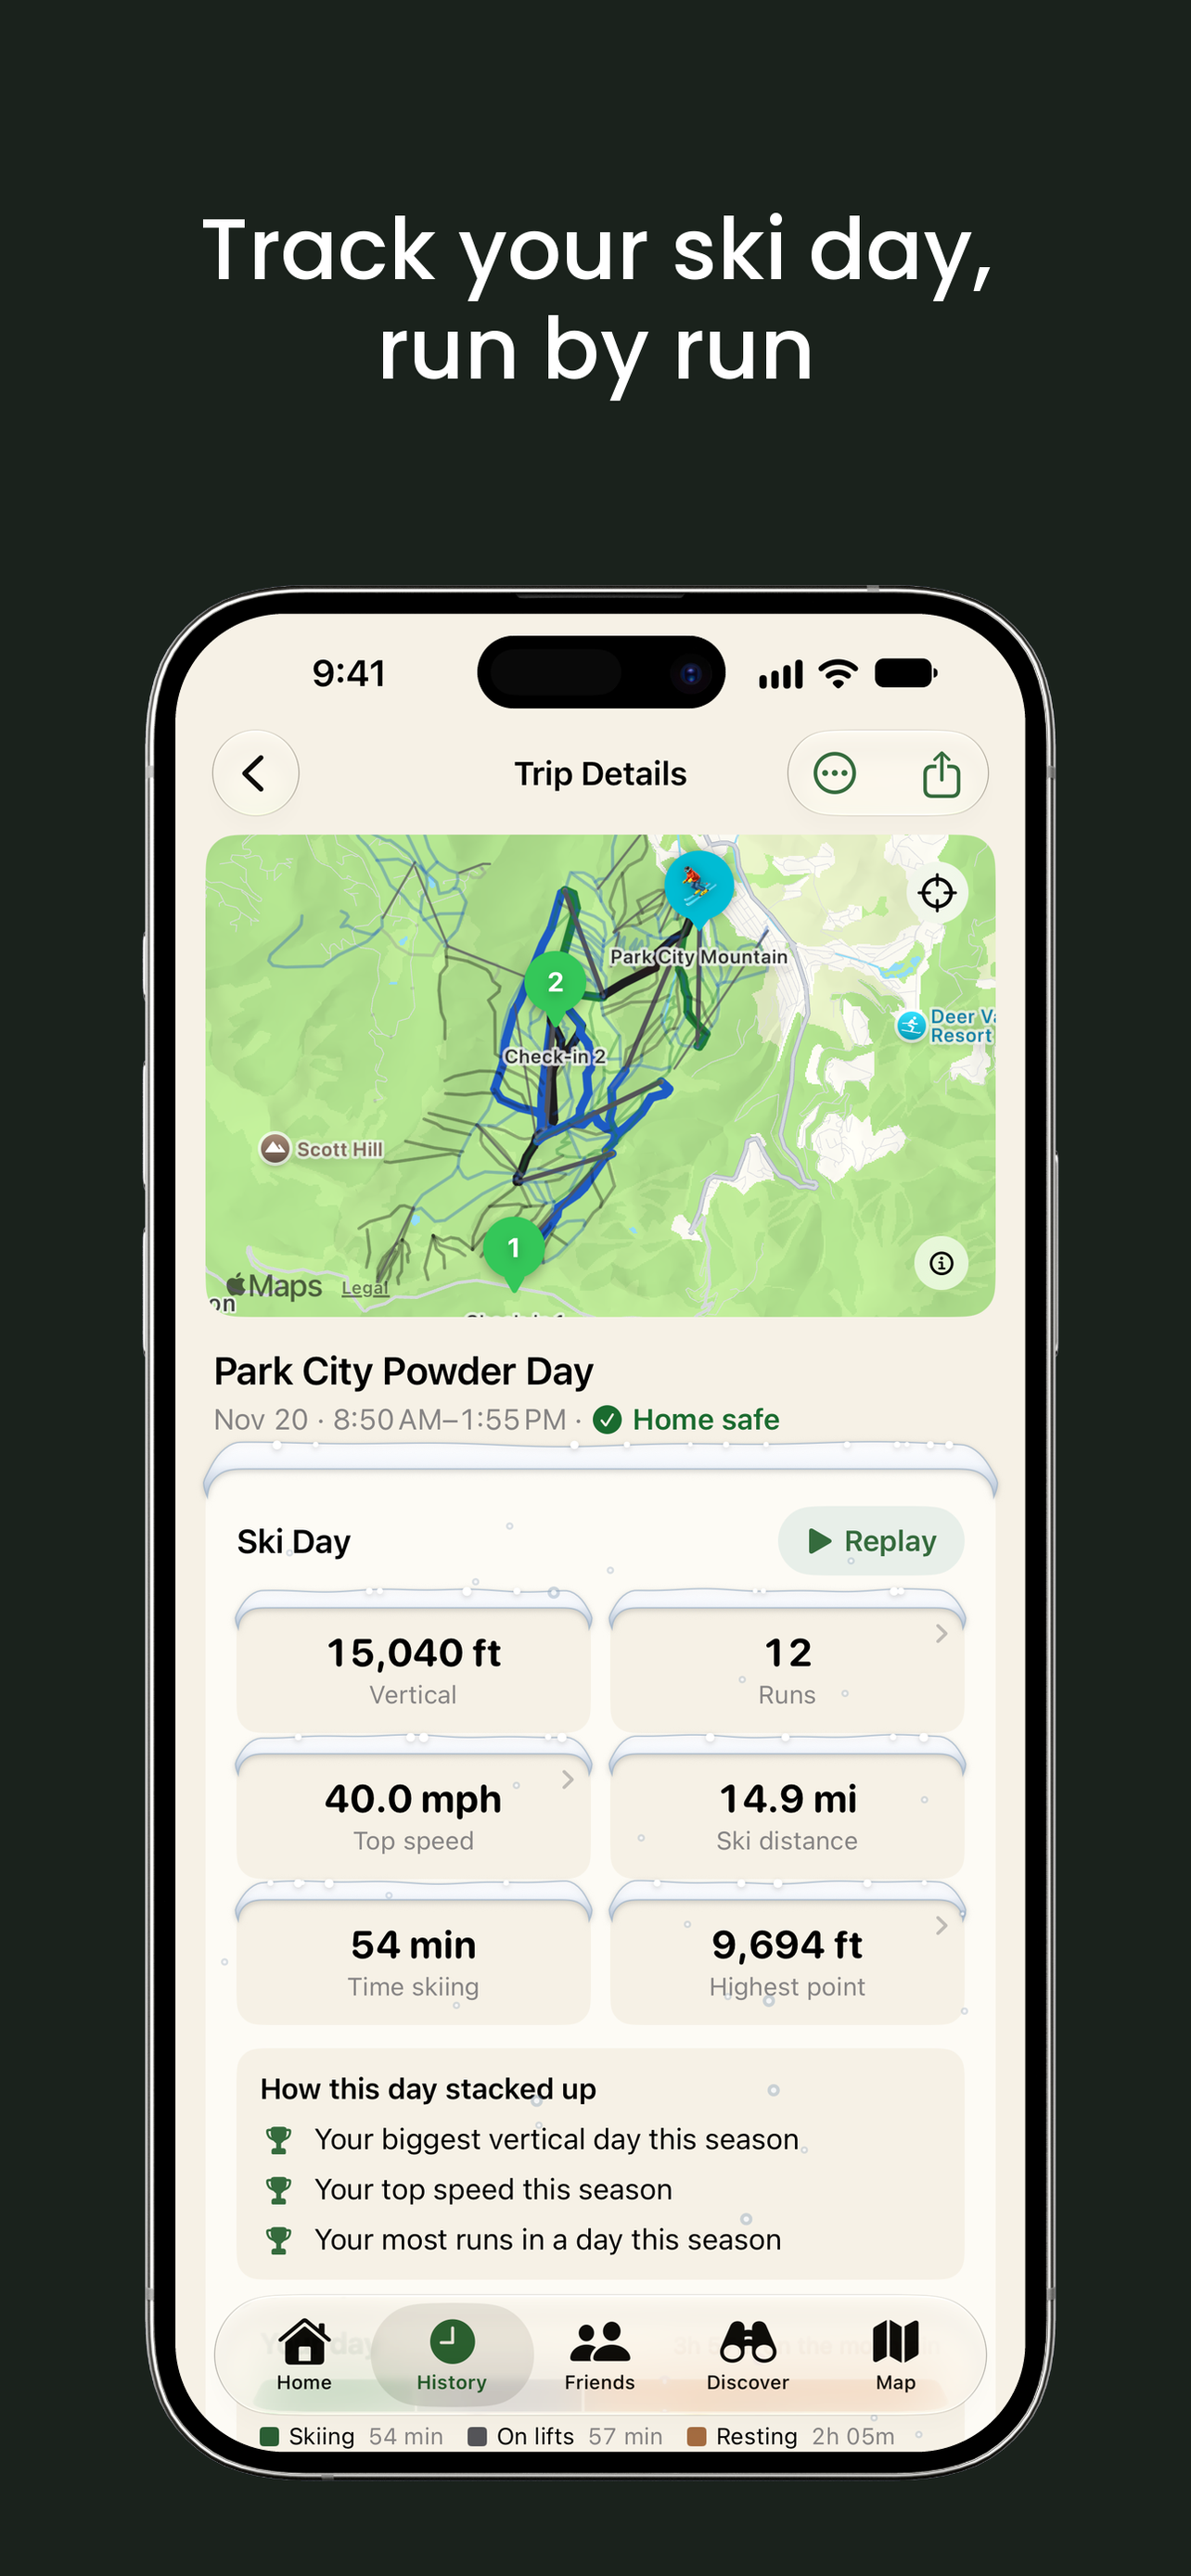 Track your ski day,
run by run
9:41
Trip Details
Park City Mountain
2
Deer Va
Resort
Check-in 2
Scott Hill
1
Maps
Legal
on
Park City Powder Day
Nov 20 · 8:50 AM–1:55 PM · Home safe
Ski Day
Replay
15,040 ft
Vertical
12
Runs
40.0 mph
Top speed
14.9 mi
Ski distance
54 min
Time skiing
9,694 ft
Highest point
How this day stacked up
Your biggest vertical day this season
Your top speed this season
Your most runs in a day this season
Home
History
Friends
Discover
Map
Skiing 54 min
On lifts 57 min
Resting 2h 05m